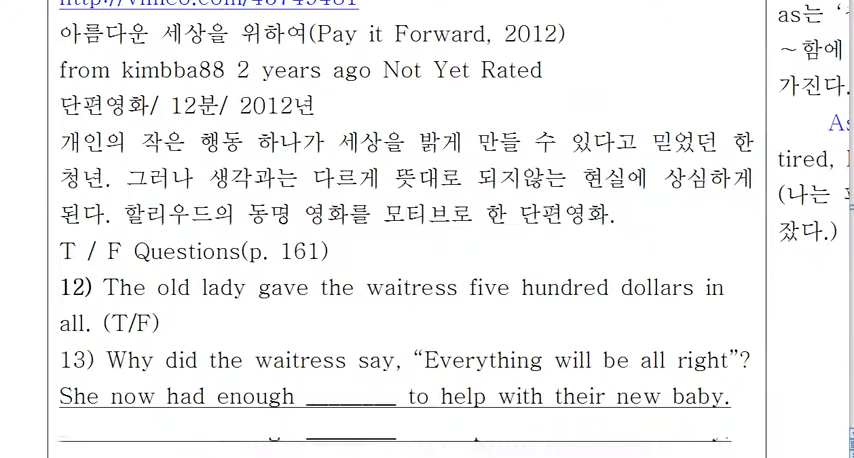 http://vimeo.com/48749481
아름다운 세상을 위하여(Pay it Forward, 2012)
from kimbba88 2 years ago Not Yet Rated
단편영화/ 12분/ 2012년
개인의 작은 행동 하나가 세상을 밝게 만들 수 있다고 믿었던 한
청년. 그러나 생각과는 다르게 뜻대로 되지않는 현실에 상심하게
된다. 할리우드의 동명 영화를 모티브로 한 단편영화.
T / F Questions(p. 161)
12) The old lady gave the waitress five hundred dollars in
all. (T/F)
13) Why did the waitress say, “Everything will be all right”?
She now had enough ________ to help with their new baby.
as는 ‘
~함에
가진다.
As
tired,
(나는
잤다.)